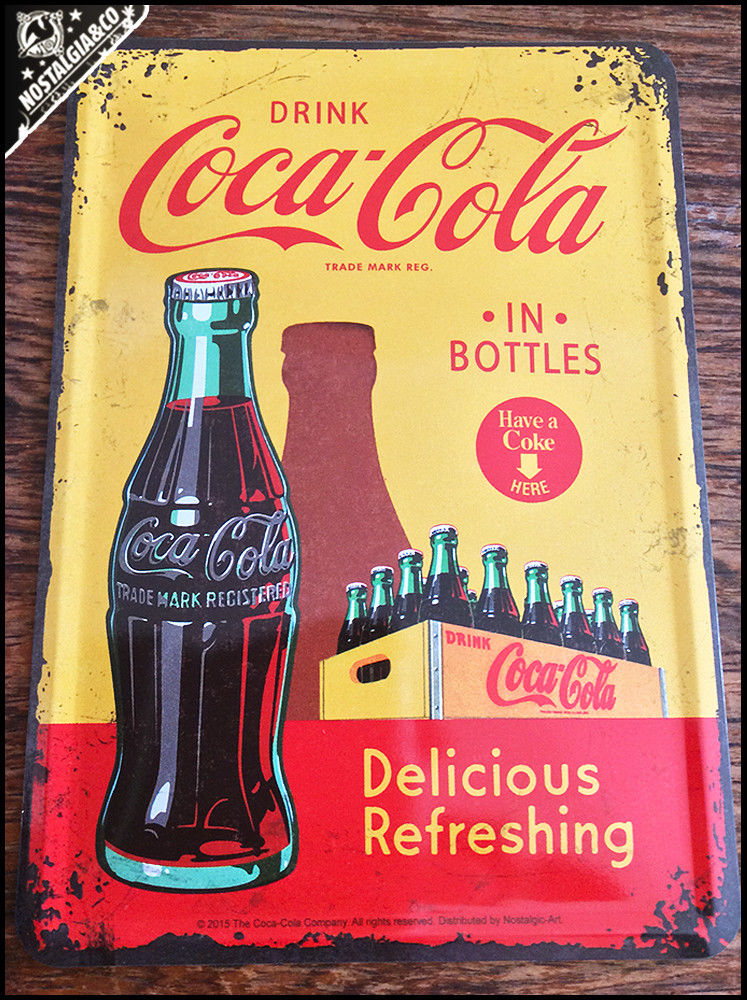 NOSTALGIA&CO
DRINK
Coca-Cola
TRADE MARK REG.
• IN •
BOTTLES
Have a
Coke
HERE
Coca-Cola
TRADE MARK REGISTERED
DRINK
Coca-Cola
Delicious
Refreshing
© 2015 The Coca-Cola Company. All rights reserved. Distributed by Nostalgic-Art.